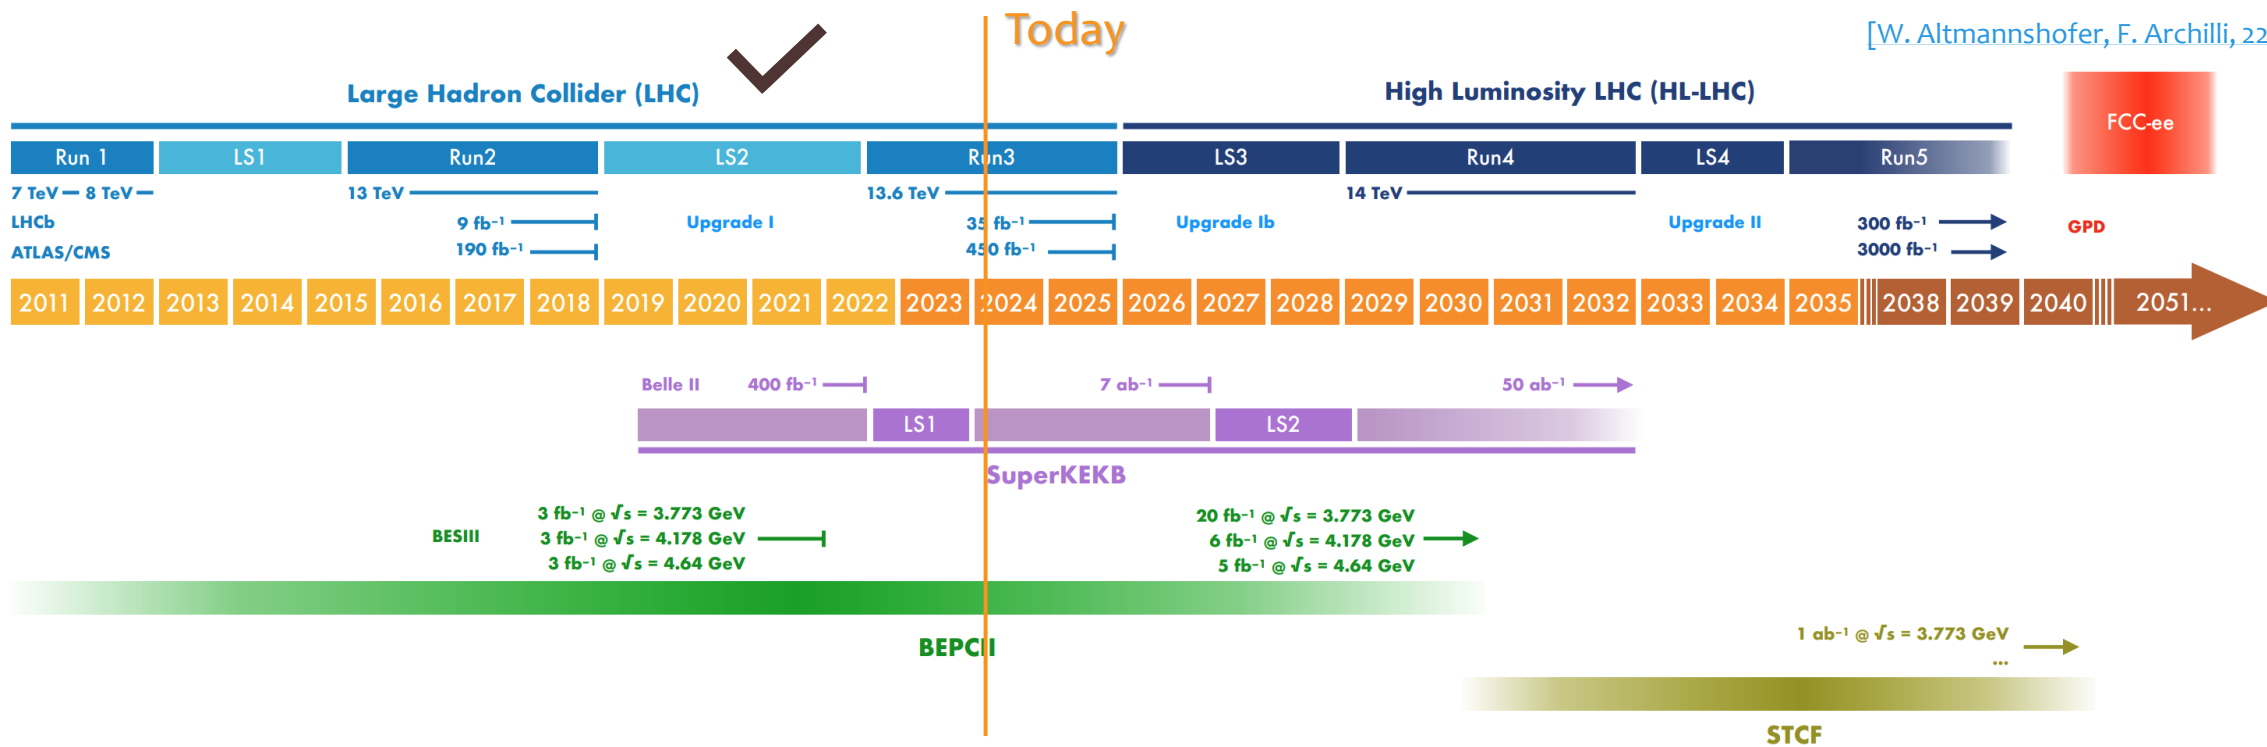 Today
[W. Altmannshofer, F. Archilli, 22
Large Hadron Collider (LHC)
High Luminosity LHC (HL-LHC)
FCC-ee
Run 1 LS1 Run2 LS2 Run3 LS3 Run4 LS4 Run5
7 TeV 8 TeV 13 TeV 13.6 TeV 14 TeV
LHCb 9 fb⁻¹ Upgrade I 35 fb⁻¹ Upgrade Ib Upgrade II 300 fb⁻¹ GPD
ATLAS/CMS 190 fb⁻¹ 450 fb⁻¹ 3000 fb⁻¹
2011 2012 2013 2014 2015 2016 2017 2018 2019 2020 2021 2022 2023 2024 2025 2026 2027 2028 2029 2030 2031 2032 2033 2034 2035 2038 2039 2040 2051...
Belle II 400 fb⁻¹ 7 ab⁻¹ 50 ab⁻¹
LS1 LS2
SuperKEKB
3 fb⁻¹ @ √s = 3.773 GeV 20 fb⁻¹ @ √s = 3.773 GeV
BESIII 3 fb⁻¹ @ √s = 4.178 GeV 6 fb⁻¹ @ √s = 4.178 GeV
3 fb⁻¹ @ √s = 4.64 GeV 5 fb⁻¹ @ √s = 4.64 GeV
BEPCII
1 ab⁻¹ @ √s = 3.773 GeV
...
STCF